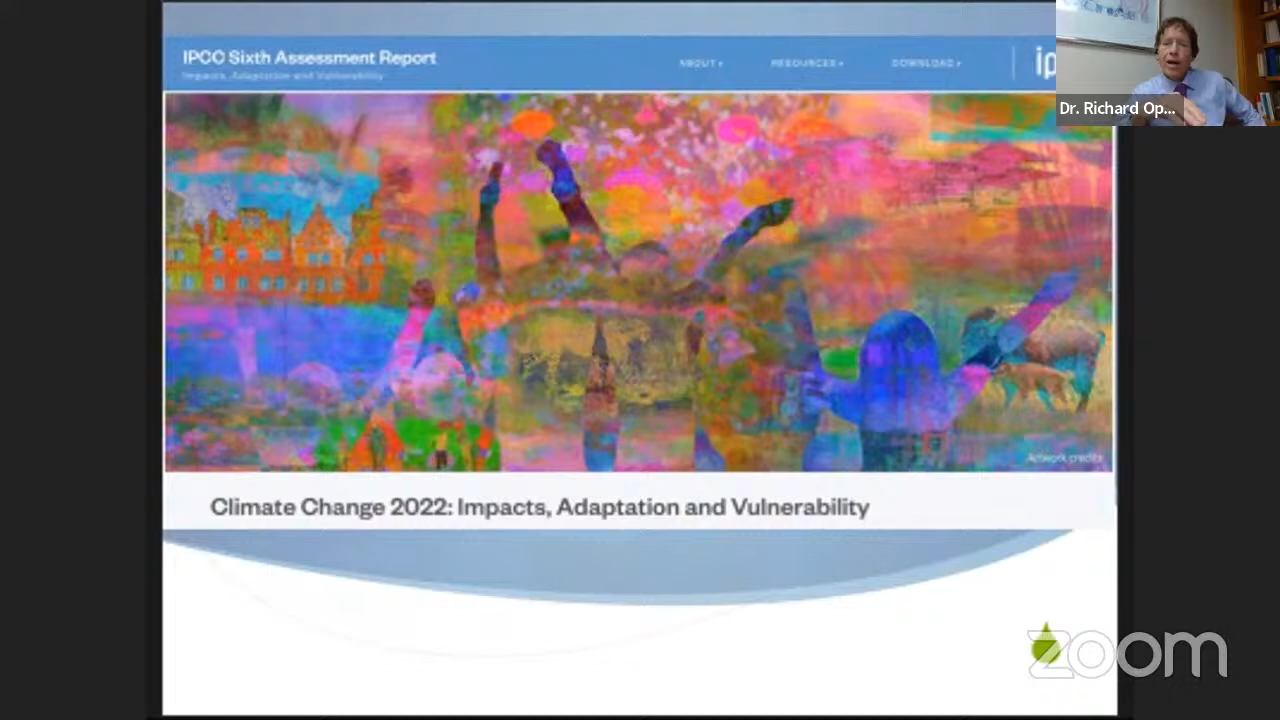 IPCC Sixth Assessment Report
Impacts, Adaptation and Vulnerability
ABOUT
RESOURCES
DOWNLOAD
ip
Dr. Richard Op...
Artwork credits
Climate Change 2022: Impacts, Adaptation and Vulnerability
zoom